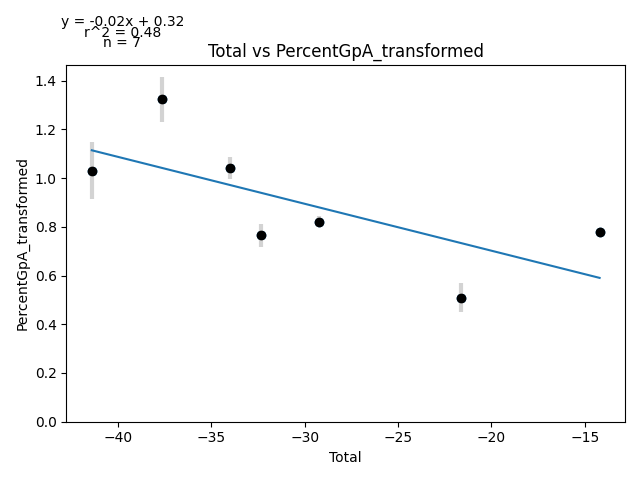 y = -0.02x + 0.32
r^2 = 0.48
n = 7
Total vs PercentGpA_transformed
PercentGpA_transformed
1.4
1.2
1.0
0.8
0.6
0.4
0.2
0.0
−40
−35
−30
−25
−20
−15
Total